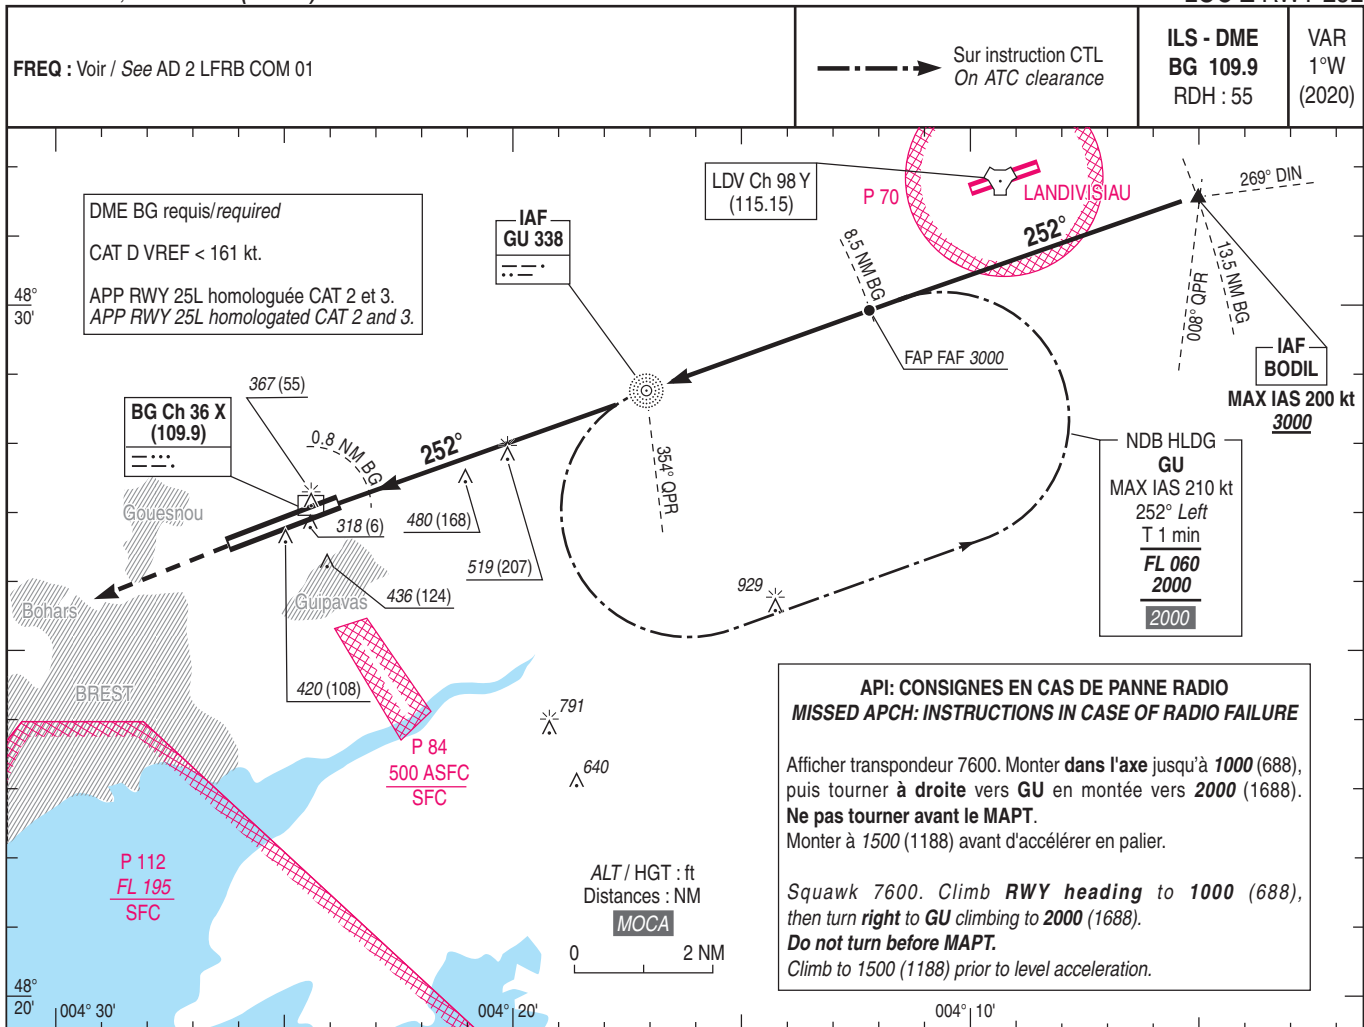 FREQ : Voir / See AD 2 LFRB COM 01
Sur instruction CTL
On ATC clearance
ILS - DME
BG 109.9
RDH : 55
VAR
1°W
(2020)
DME BG requis/required
CAT D VREF < 161 kt.
APP RWY 25L homologuée CAT 2 et 3.
APP RWY 25L homologated CAT 2 and 3.
IAF
GU 338
LDV Ch 98 Y
(115.15)
P 70
LANDIVISIAU
269° DIN
252°
8.5 NM BG
008° QPR
13.5 NM BG
48°
30'
FAP FAF 3000
IAF
BODIL
MAX IAS 200 kt
3000
367 (55)
BG Ch 36 X
(109.9)
0.8 NM BG
252°
354° QPR
NDB HLDG
GU
MAX IAS 210 kt
252° Left
T 1 min
FL 060
2000
2000
Gouesnou
318 (6)
480 (168)
519 (207)
436 (124)
929
Bohars
Guipavas
420 (108)
BREST
791
P 84
500 ASFC
SFC
640
API: CONSIGNES EN CAS DE PANNE RADIO
MISSED APCH: INSTRUCTIONS IN CASE OF RADIO FAILURE
Afficher transpondeur 7600. Monter dans l'axe jusqu'à 1000 (688),
puis tourner à droite vers GU en montée vers 2000 (1688).
Ne pas tourner avant le MAPT.
Monter à 1500 (1188) avant d'accélérer en palier.
Squawk 7600. Climb RWY heading to 1000 (688),
then turn right to GU climbing to 2000 (1688).
Do not turn before MAPT.
Climb to 1500 (1188) prior to level acceleration.
P 112
FL 195
SFC
ALT / HGT : ft
Distances : NM
MOCA
0 2 NM
48°
20'
004° 30'
004° 20'
004° 10'